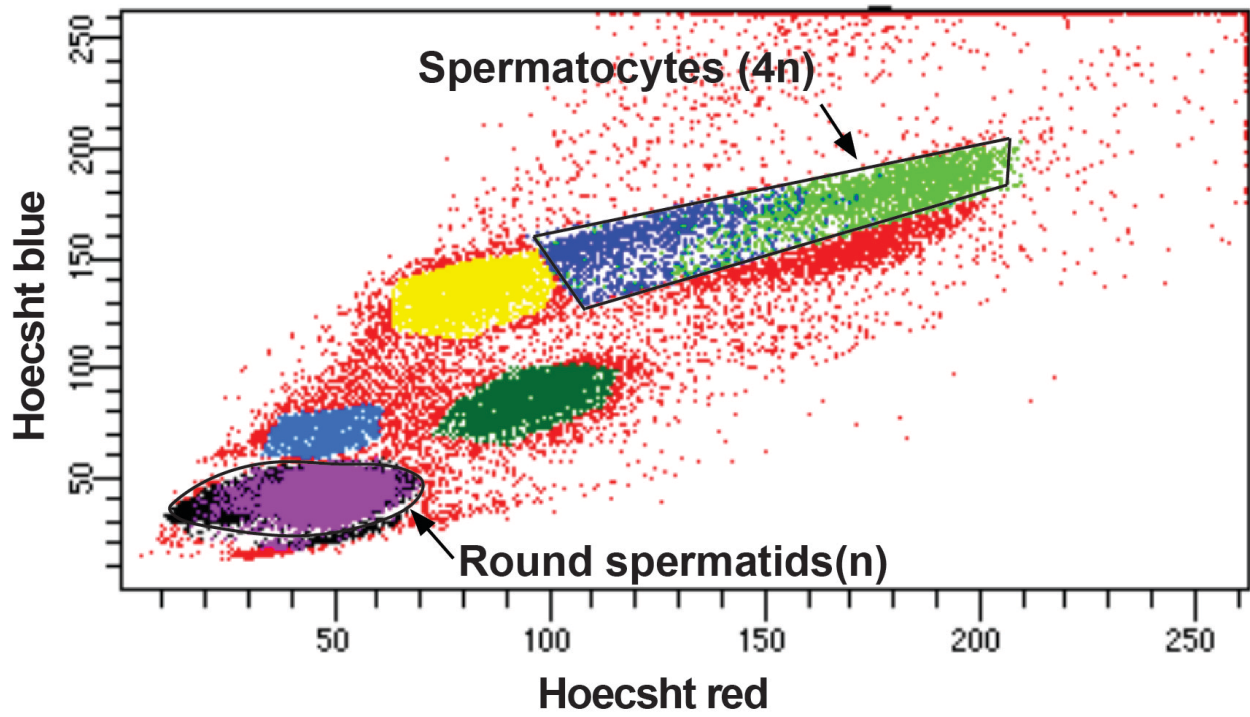 Spermatocytes (4n)
Hoecsht blue
250
200
150
100
50
Round spermatids(n)
50
100
150
200
250
Hoecsht red